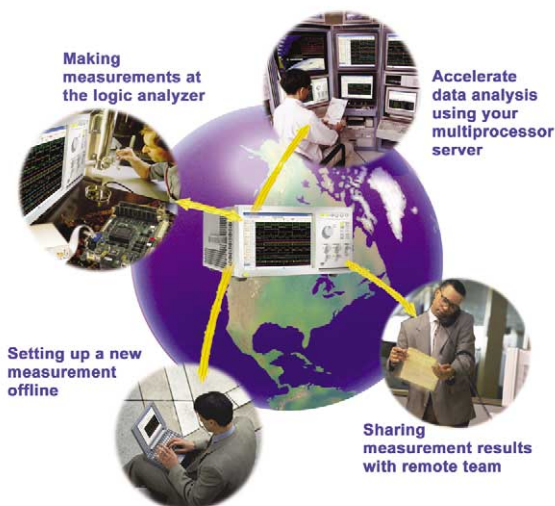 Making
measurements at
the logic analyzer
Accelerate
data analysis
using your
multiprocessor
server
Setting up a new
measurement
offline
Sharing
measurement results
with remote team